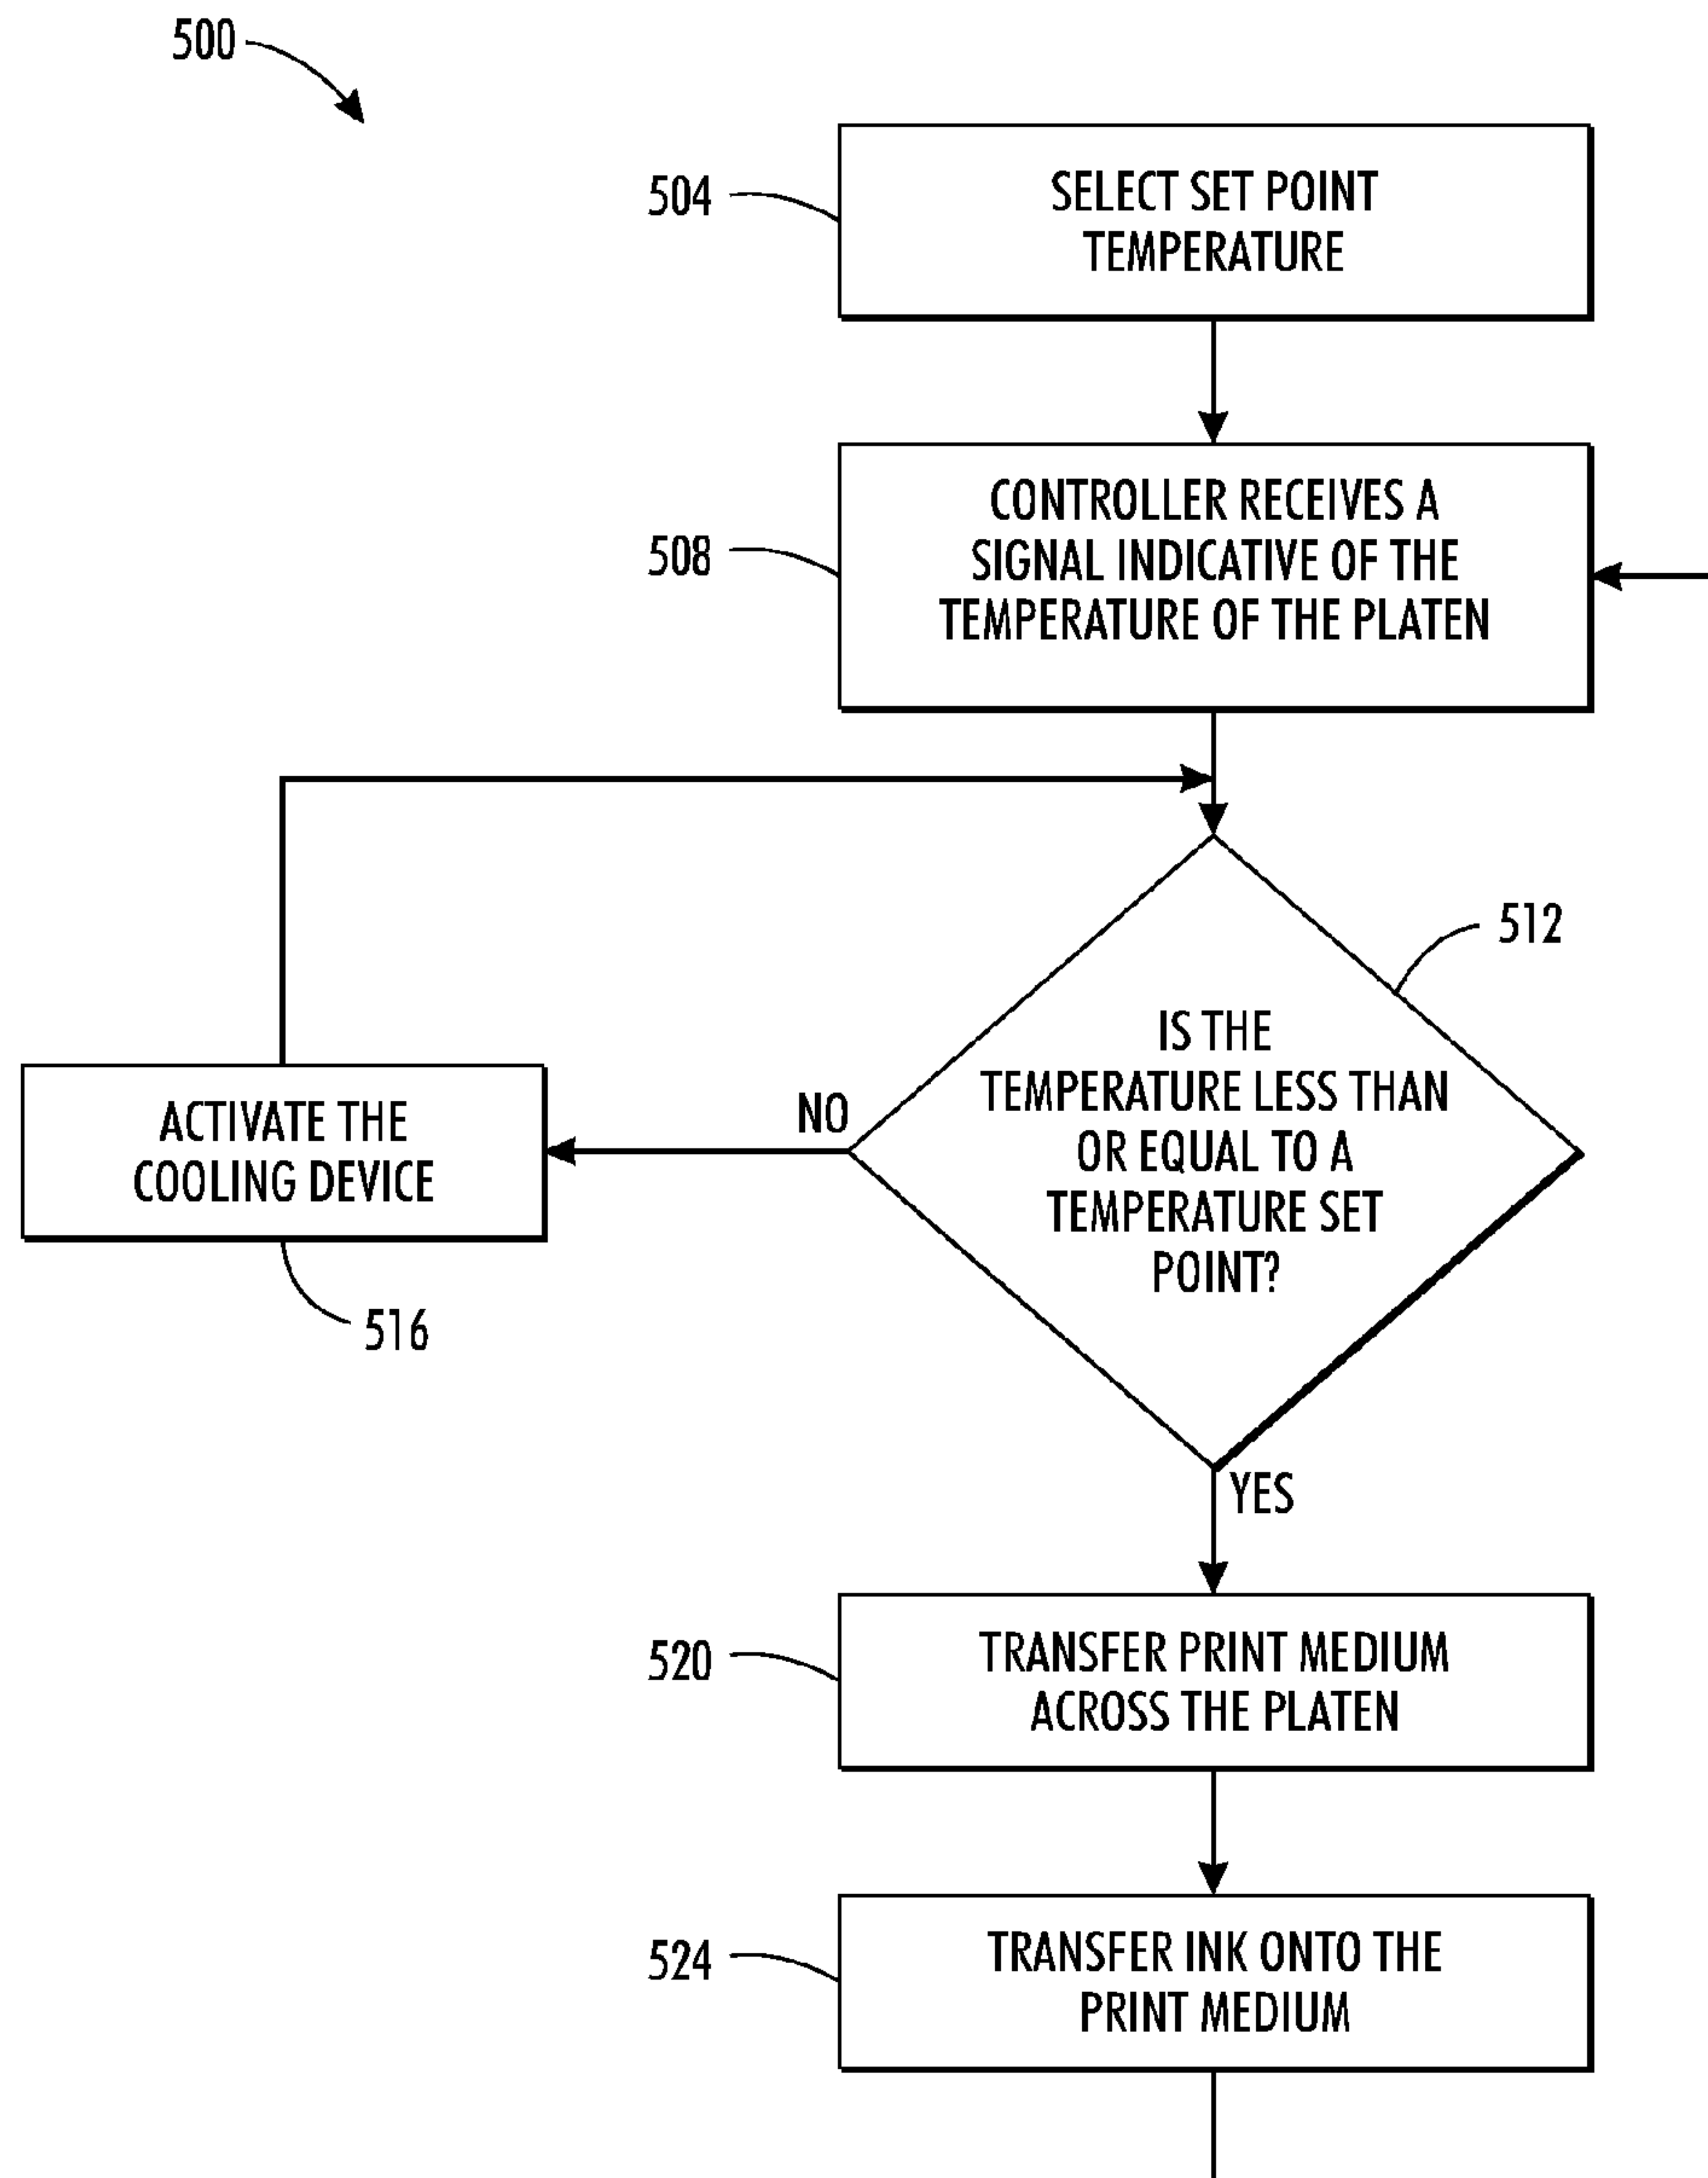 500
504
SELECT SET POINT
TEMPERATURE
508
CONTROLLER RECEIVES A
SIGNAL INDICATIVE OF THE
TEMPERATURE OF THE PLATEN
512
IS THE
TEMPERATURE LESS THAN
OR EQUAL TO A
TEMPERATURE SET
POINT?
NO
ACTIVATE THE
COOLING DEVICE
516
YES
520
TRANSFER PRINT MEDIUM
ACROSS THE PLATEN
524
TRANSFER INK ONTO THE
PRINT MEDIUM